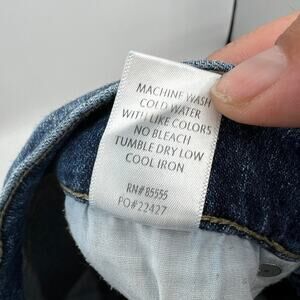 MACHINE WASH
COLD WATER
WITH LIKE COLORS
NO BLEACH
TUMBLE DRY LOW
COOL IRON
RN#85555
PO#22427